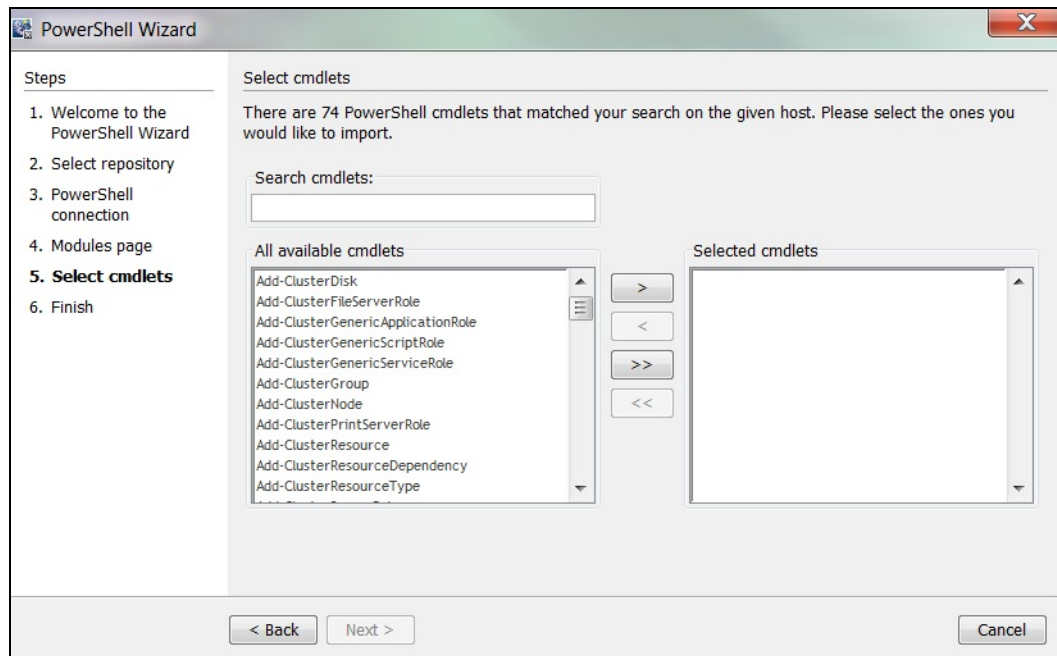 PowerShell Wizard
X
Steps
1. Welcome to the
PowerShell Wizard
2. Select repository
3. PowerShell
connection
4. Modules page
5. Select cmdlets
6. Finish
Select cmdlets
There are 74 PowerShell cmdlets that matched your search on the given host. Please select the ones you
would like to import.
Search cmdlets:
All available cmdlets
Add-ClusterDisk
Add-ClusterFileServerRole
Add-ClusterGenericApplicationRole
Add-ClusterGenericScriptRole
Add-ClusterGenericServiceRole
Add-ClusterGroup
Add-ClusterNode
Add-ClusterPrintServerRole
Add-ClusterResource
Add-ClusterResourceDependency
Add-ClusterResourceType
>
<
>>
<<
Selected cmdlets
< Back
Next >
Cancel